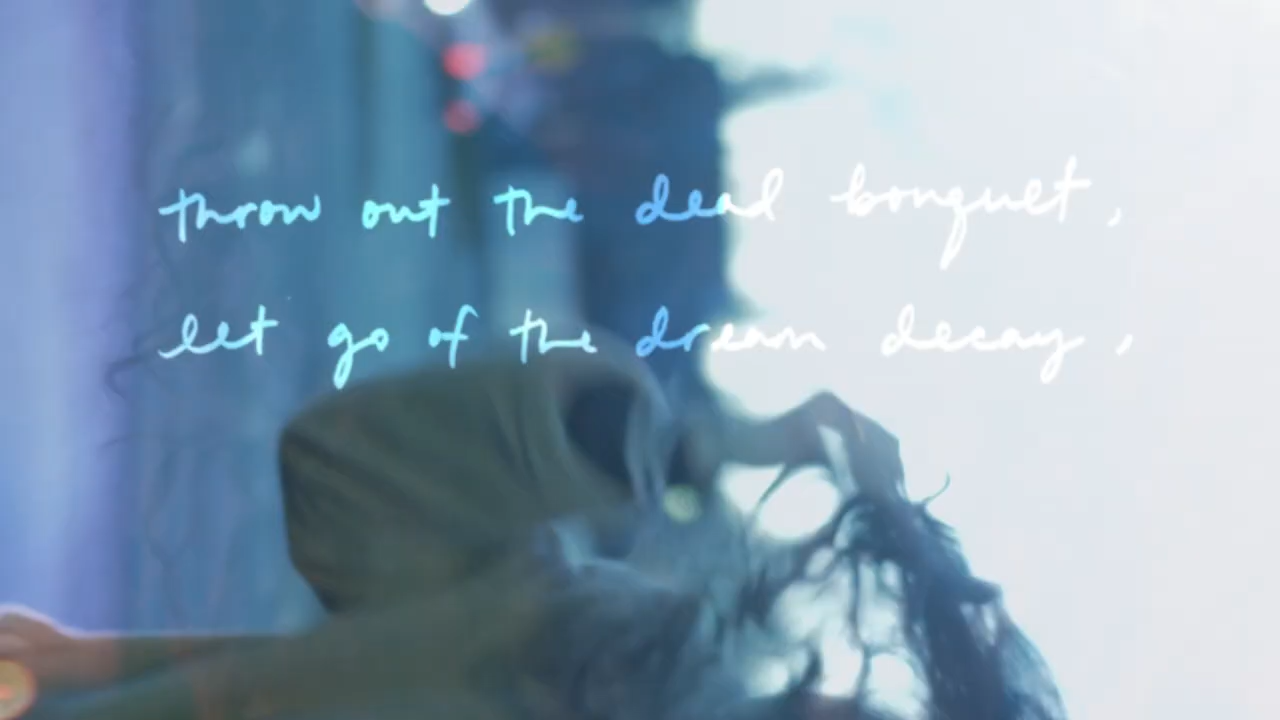 throw out the dead bouquet,
let go of the dream decay,